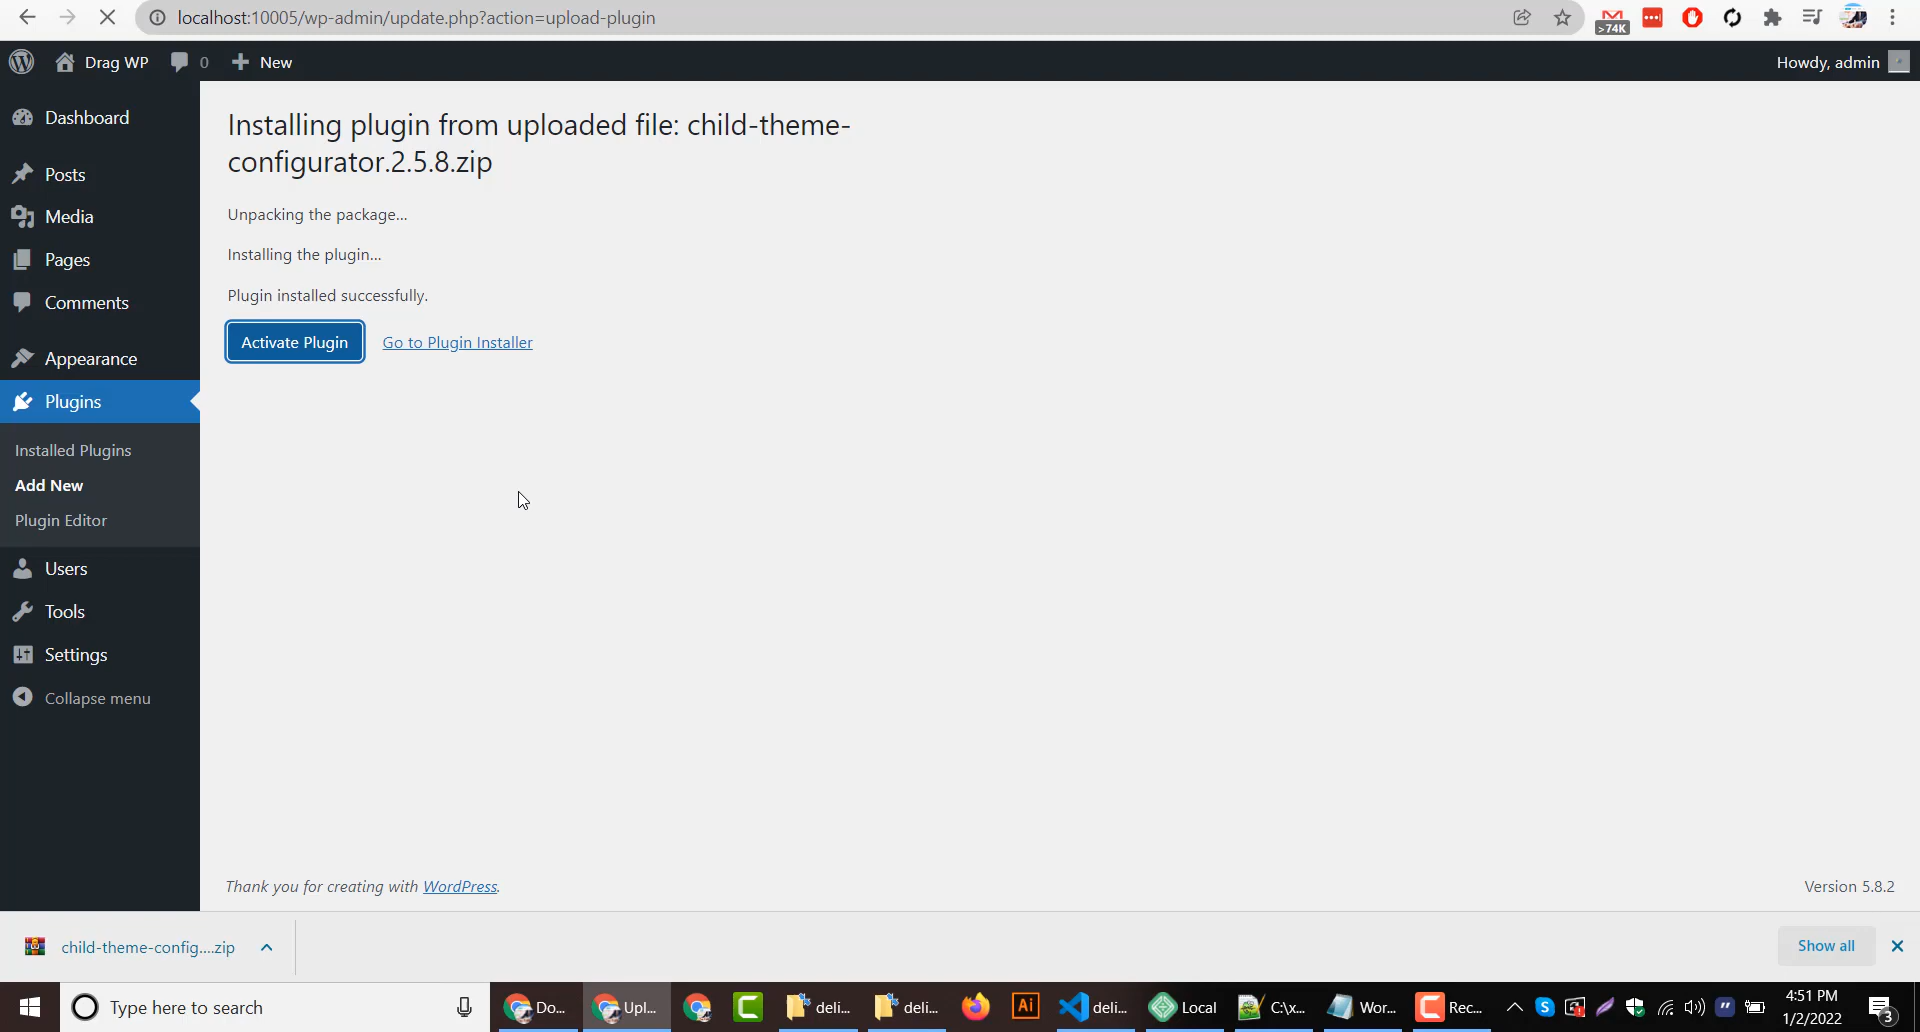 localhost:10005/wp-admin/update.php?action=upload-plugin
>74K
Drag WP
0
New
Howdy, admin
Dashboard
Posts
Media
Pages
Comments
Appearance
Plugins
Installed Plugins
Add New
Plugin Editor
Users
Tools
Settings
Collapse menu
Installing plugin from uploaded file: child-theme-
configurator.2.5.8.zip
Unpacking the package…
Installing the plugin…
Plugin installed successfully.
Activate Plugin
Go to Plugin Installer
Thank you for creating with WordPress.
Version 5.8.2
child-theme-config....zip
Show all
Type here to search
Do...
Upl...
deli...
deli...
Ai
deli...
Local
C:\x...
Wor...
Rec...
4:51 PM
1/2/2022
3